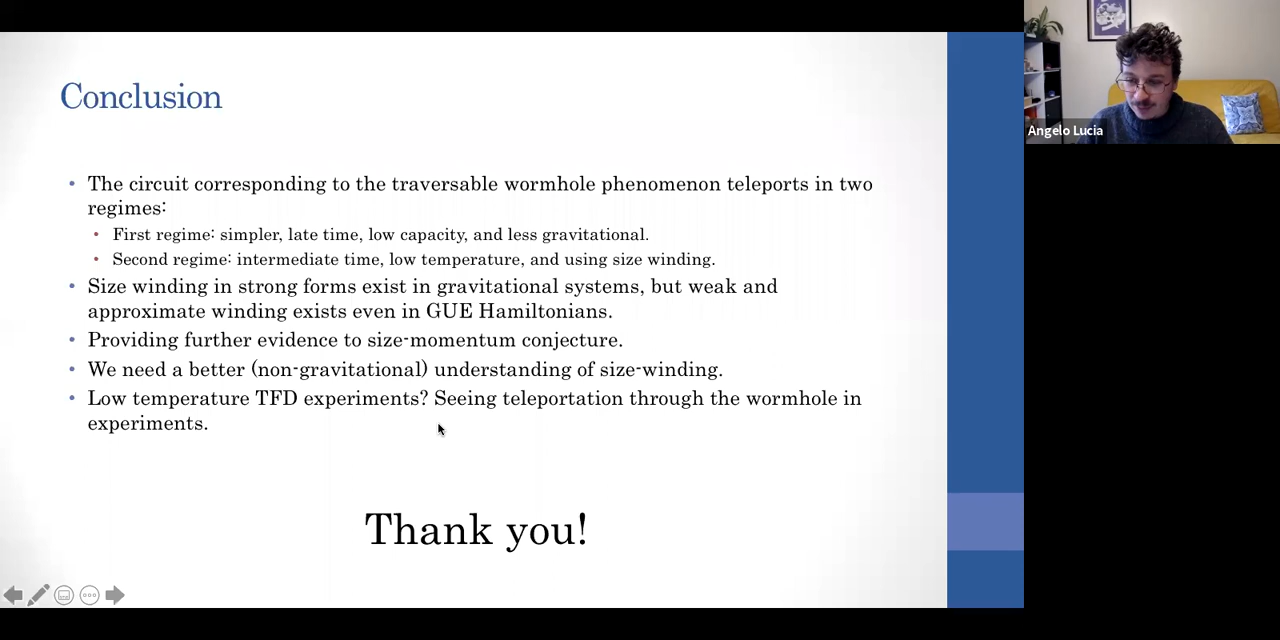 Conclusion
• The circuit corresponding to the traversable wormhole phenomenon teleports in two
regimes:
• First regime: simpler, late time, low capacity, and less gravitational.
• Second regime: intermediate time, low temperature, and using size winding.
• Size winding in strong forms exist in gravitational systems, but weak and
approximate winding exists even in GUE Hamiltonians.
• Providing further evidence to size-momentum conjecture.
• We need a better (non-gravitational) understanding of size-winding.
• Low temperature TFD experiments? Seeing teleportation through the wormhole in
experiments.
Thank you!
Angelo Lucia